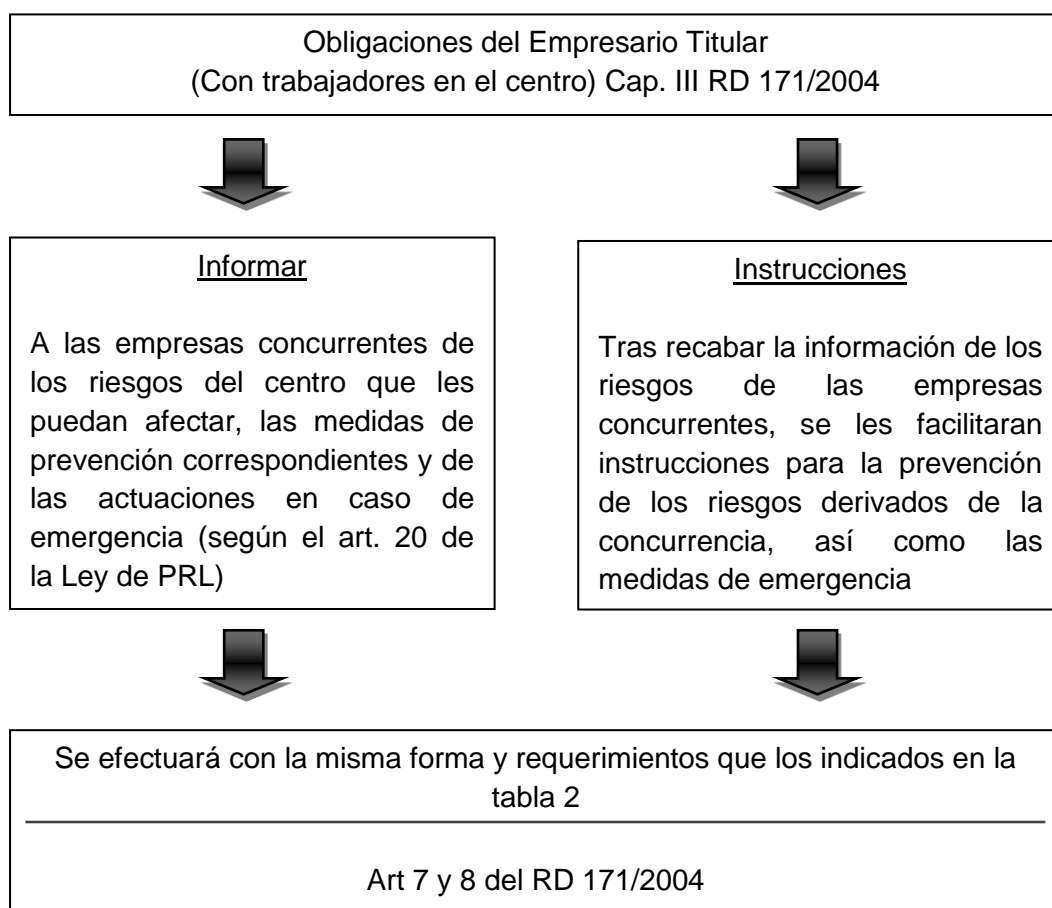 Obligaciones del Empresario Titular
(Con trabajadores en el centro) Cap. III RD 171/2004
Informar
A las empresas concurrentes de
los riesgos del centro que les
puedan afectar, las medidas de
prevención correspondientes y de
las actuaciones en caso de
emergencia (según el art. 20 de
la Ley de PRL)
Instrucciones
Tras recabar la información de los
riesgos de las empresas
concurrentes, se les facilitaran
instrucciones para la prevención
de los riesgos derivados de la
concurrencia, así como las
medidas de emergencia
Se efectuará con la misma forma y requerimientos que los indicados en la
tabla 2
Art 7 y 8 del RD 171/2004